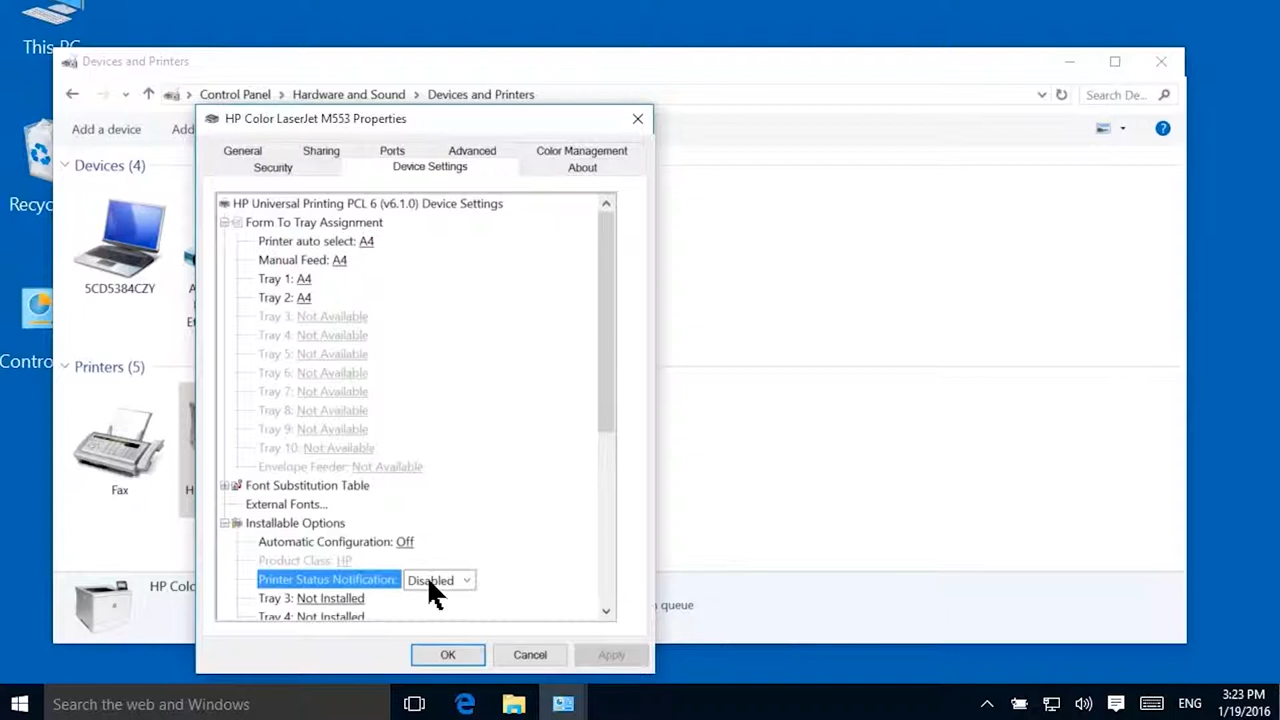 This PC
Devices and Printers
Control Panel > Hardware and Sound > Devices and Printers
Search De...
Add a device
Add
HP Color LaserJet M553 Properties
General
Sharing
Ports
Advanced
Color Management
Security
Device Settings
About
Devices (4)
HP Universal Printing PCL 6 (v6.1.0) Device Settings
Form To Tray Assignment
Printer auto select: A4
Manual Feed: A4
Tray 1: A4
Tray 2: A4
Tray 3: Not Available
Tray 4: Not Available
Tray 5: Not Available
Tray 6: Not Available
Tray 7: Not Available
Tray 8: Not Available
Tray 9: Not Available
Tray 10: Not Available
Envelope Feeder: Not Available
Font Substitution Table
External Fonts...
Installable Options
Automatic Configuration: Off
Product Class: HP
Printer Status Notification: Disabled
Tray 3: Not Installed
Tray 4: Not Installed
OK
Cancel
Apply
Recyc
5CD5384CZY
A
Et
Contro
Printers (5)
Fax
H
HP Colo
n queue
Search the web and Windows
ENG
3:23 PM
1/19/2016